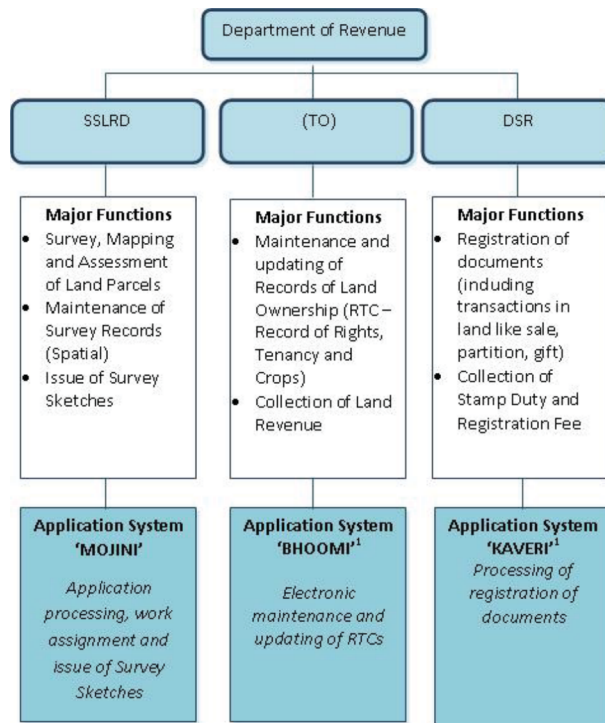 Department of Revenue
SSLRD
(TO)
DSR
Major Functions
• Survey, Mapping
and Assessment
of Land Parcels
• Maintenance of
Survey Records
(Spatial)
• Issue of Survey
Sketches
Major Functions
• Maintenance and
updating of
Records of Land
Ownership (RTC –
Record of Rights,
Tenancy and
Crops)
• Collection of Land
Revenue
Major Functions
• Registration of
documents
(including
transactions in
land like sale,
partition, gift)
• Collection of
Stamp Duty and
Registration Fee
Application System
‘MOJINI’
Application
processing, work
assignment and
issue of Survey
Sketches
Application System
‘BHOOMI’¹
Electronic
maintenance and
updating of RTCs
Application System
‘KAVERI’¹
Processing of
registration of
documents